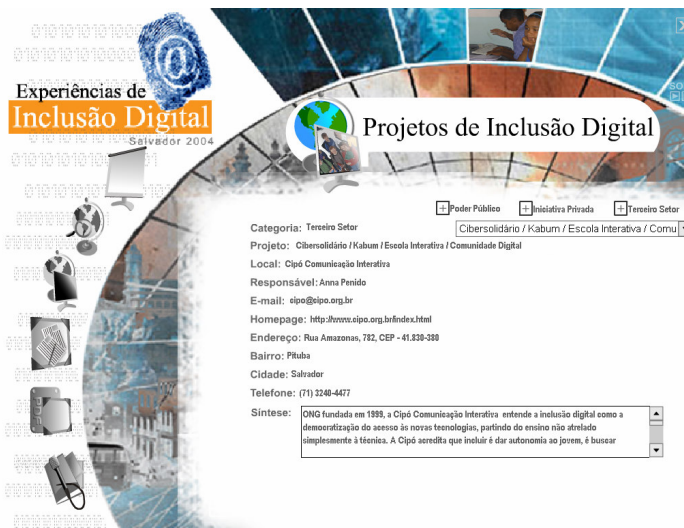 Experiências de
Inclusão Digital
Salvador 2004
Projetos de Inclusão Digital
Poder Público
Iniciativa Privada
Terceiro Setor
Categoria: Terceiro Setor
Cibersolidário / Kabum / Escola Interativa / Comu
Projeto: Cibersolidário / Kabum / Escola Interativa / Comunidade Digital
Local: Cipó Comunicação Interativa
Responsável: Anna Penido
E-mail: cipo@cipo.org.br
Homepage: http://www.cipo.org.br/index.html
Endereço: Rua Amazonas, 782, CEP - 41.830-380
Bairro: Pituba
Cidade: Salvador
Telefone: (71) 3240-4477
Síntese: ONG fundada em 1999, a Cipó Comunicação Interativa entende a inclusão digital como a
democratização do acesso às novas tecnologias, partindo do ensino não atrelado
simplesmente à técnica. A Cipó acredita que incluir é dar autonomia ao jovem, é buscar
PDF